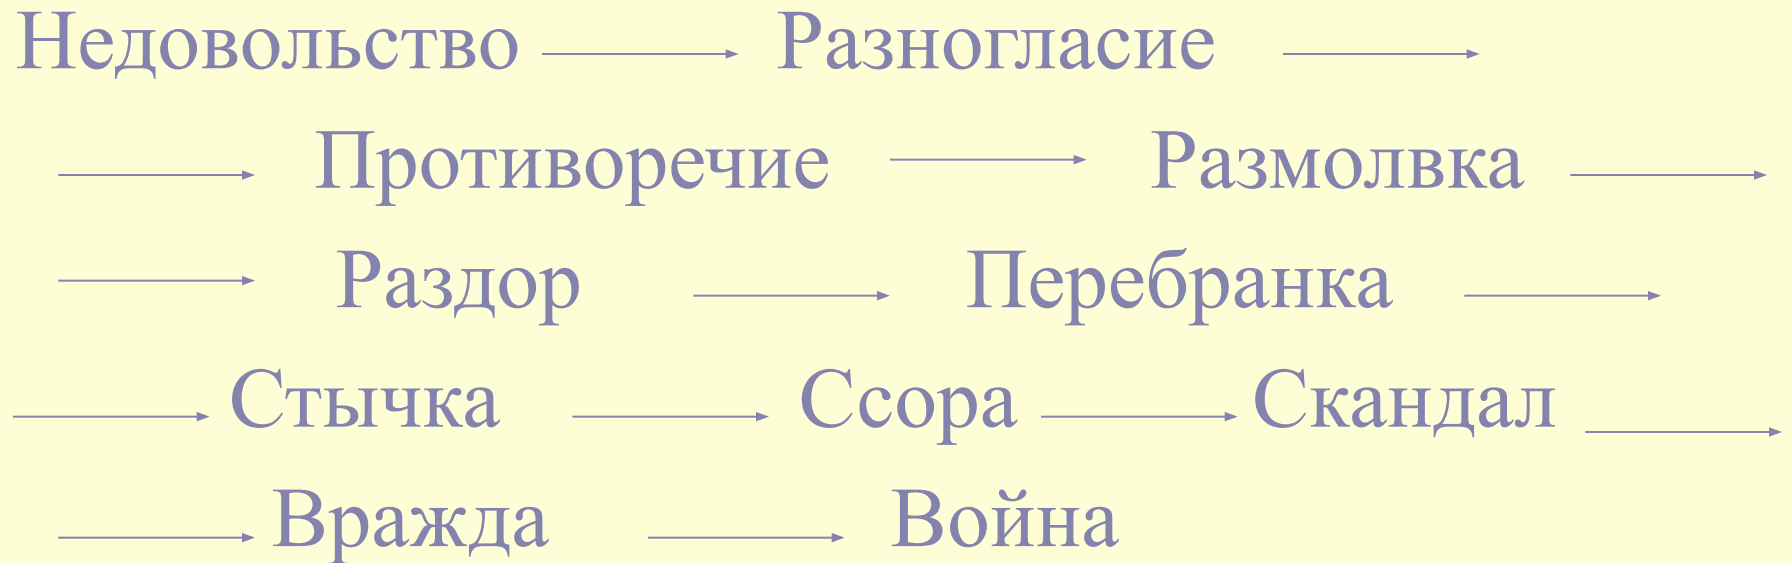 Недовольство Разногласие
Противоречие Размолвка
Раздор Перебранка
Стычка Ссора Скандал
Вражда Война